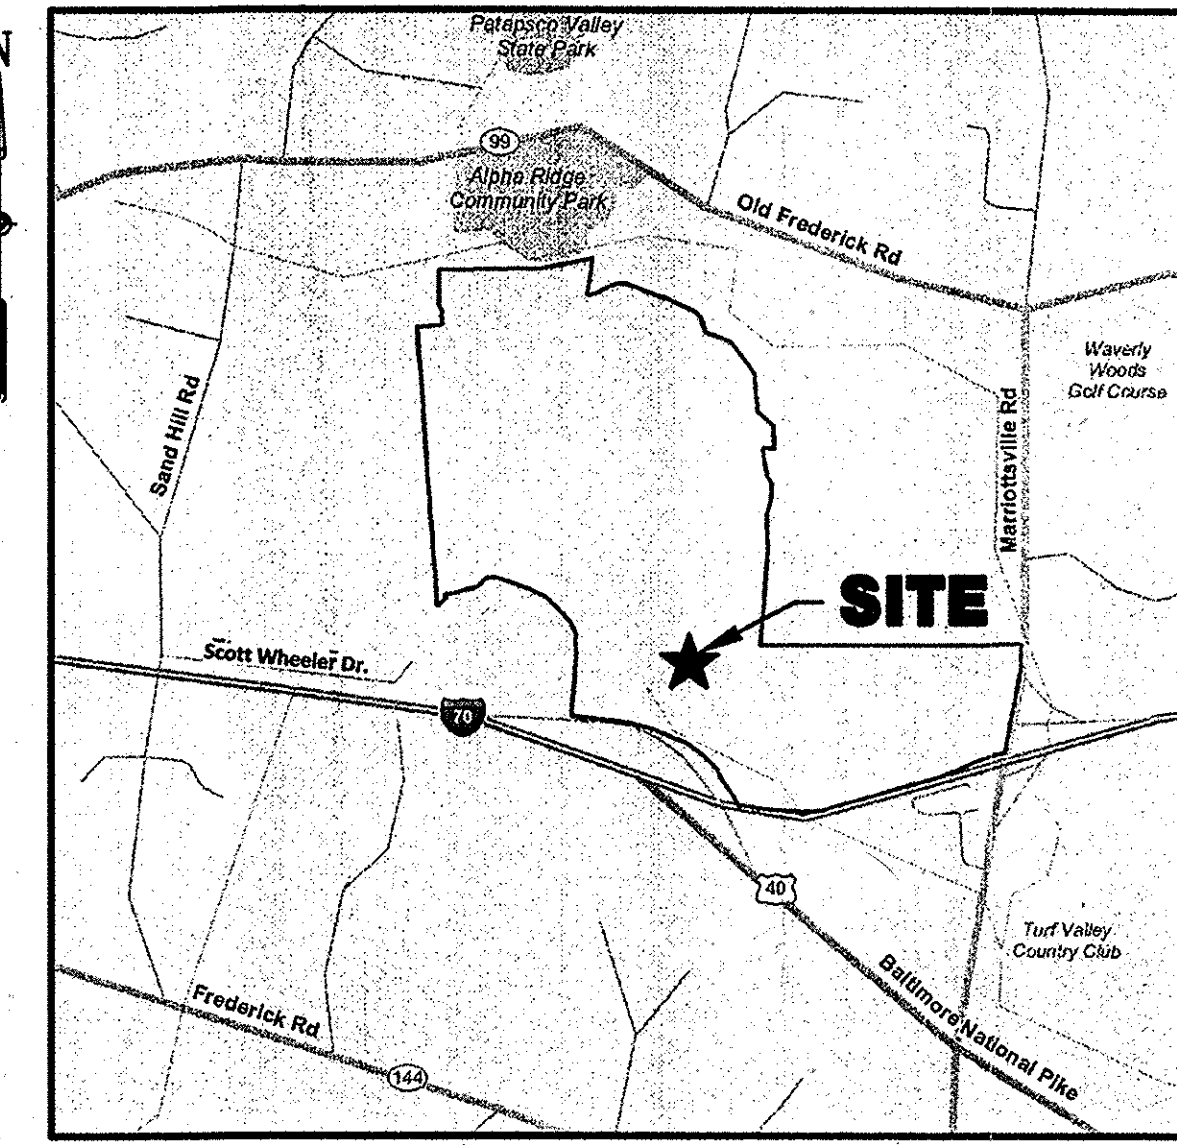 N
Patapsco Valley
State Park
99
Alpha Ridge
Community Park
Old Frederick Rd
Waverly
Woods
Golf Course
Sand Hill Rd
Marriottsville Rd
SITE
Scott Wheeler Dr.
70
40
Turf Valley
Country Club
Baltimore National Pike
Frederick Rd
144